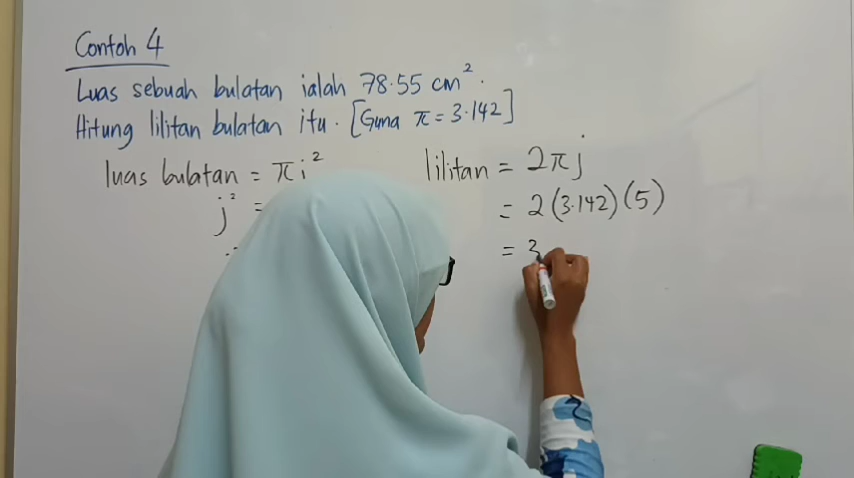 Contoh 4
Luas sebuah bulatan ialah 78.55 cm².
Hitung lilitan bulatan itu. [Guna π = 3.142]
luas bulatan = πj²
j² =
lilitan = 2πj
= 2(3.142)(5)
= 3